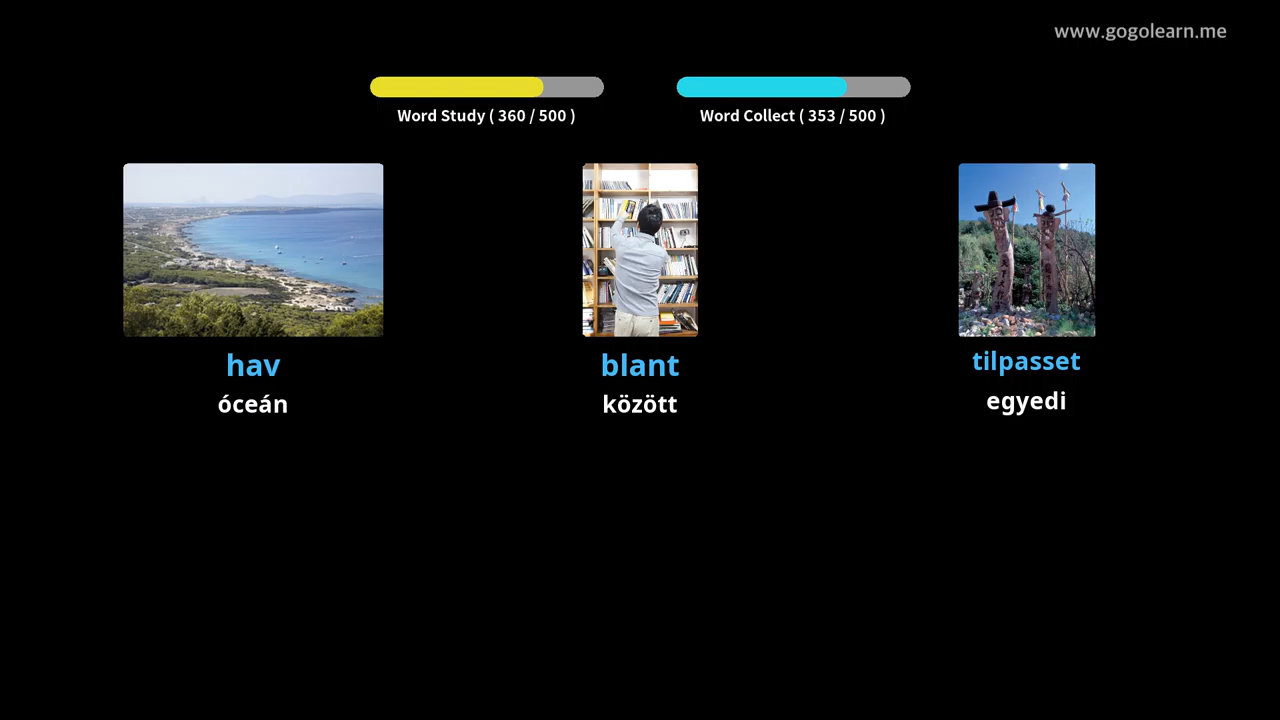 www.gogolearn.me
Word Study ( 360 / 500 )
Word Collect ( 353 / 500 )
hav
óceán
blant
között
tilpasset
egyedi